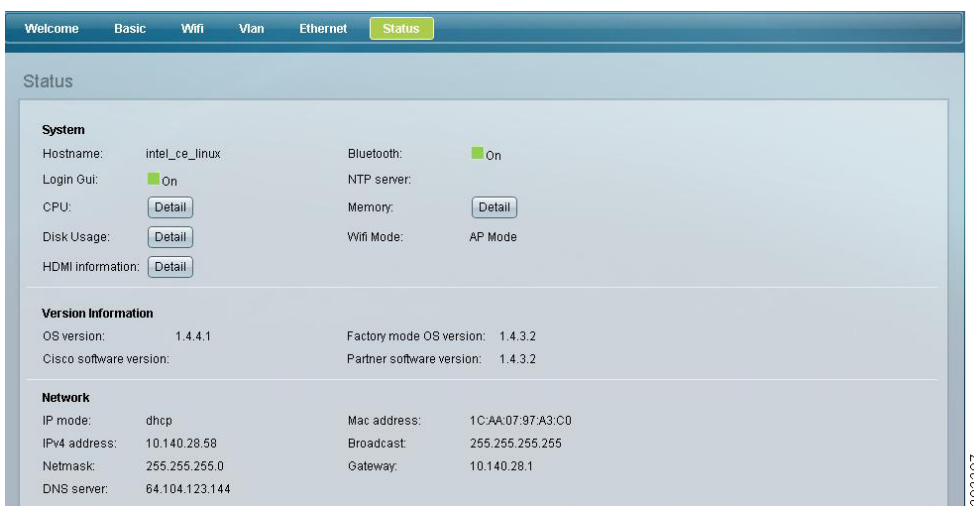 Welcome Basic Wifi Vlan Ethernet Status
Status
System
Hostname: intel_ce_linux Bluetooth: On
Login Gui: On NTP server:
CPU: Detail Memory: Detail
Disk Usage: Detail Wifi Mode: AP Mode
HDMI information: Detail
Version Information
OS version: 1.4.4.1 Factory mode OS version: 1.4.3.2
Cisco software version: Partner software version: 1.4.3.2
Network
IP mode: dhcp Mac address: 1C:AA:07:97:A3:C0
IPv4 address: 10.140.28.58 Broadcast: 255.255.255.255
Netmask: 255.255.255.0 Gateway: 10.140.28.1
DNS server: 64.104.123.144